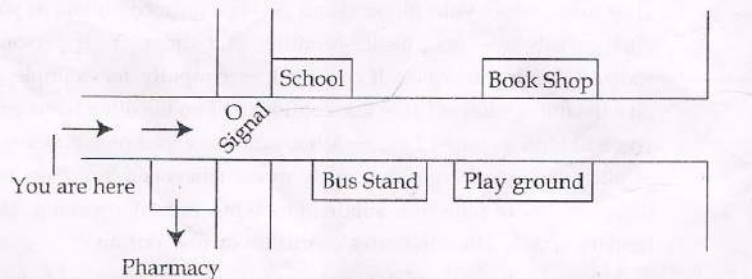 School
Book Shop
O
Signal
You are here
Bus Stand
Play ground
Pharmacy